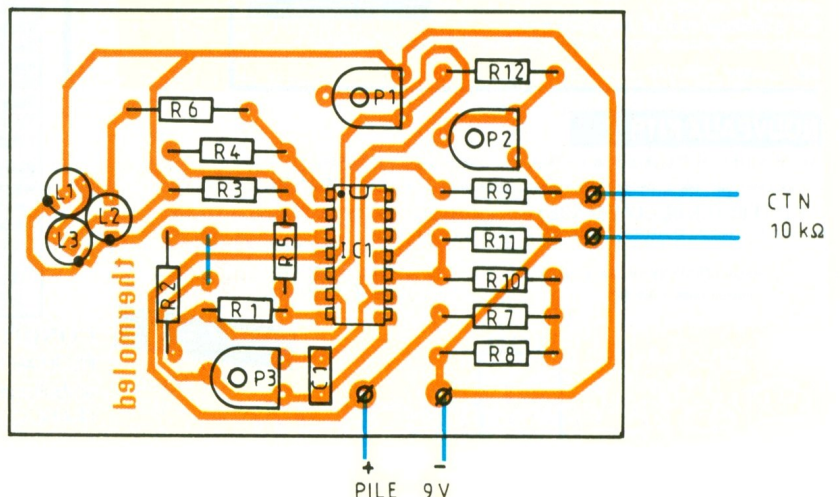 R12
P1
R6
P2
R4
L1
R3
R9
CTN
L2
10 kΩ
L3
R5
IC1
R11
thermoled
R2
R10
R1
R7
R8
P3
C1
+
-
PILE 9V